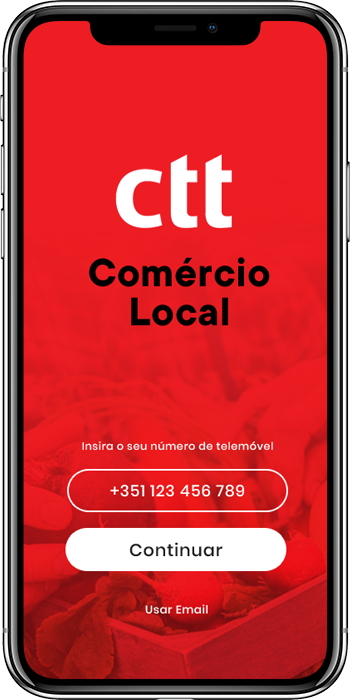 ctt
Comércio
Local
Insira o seu número de telemóvel
+351 123 456 789
Continuar
Usar Email